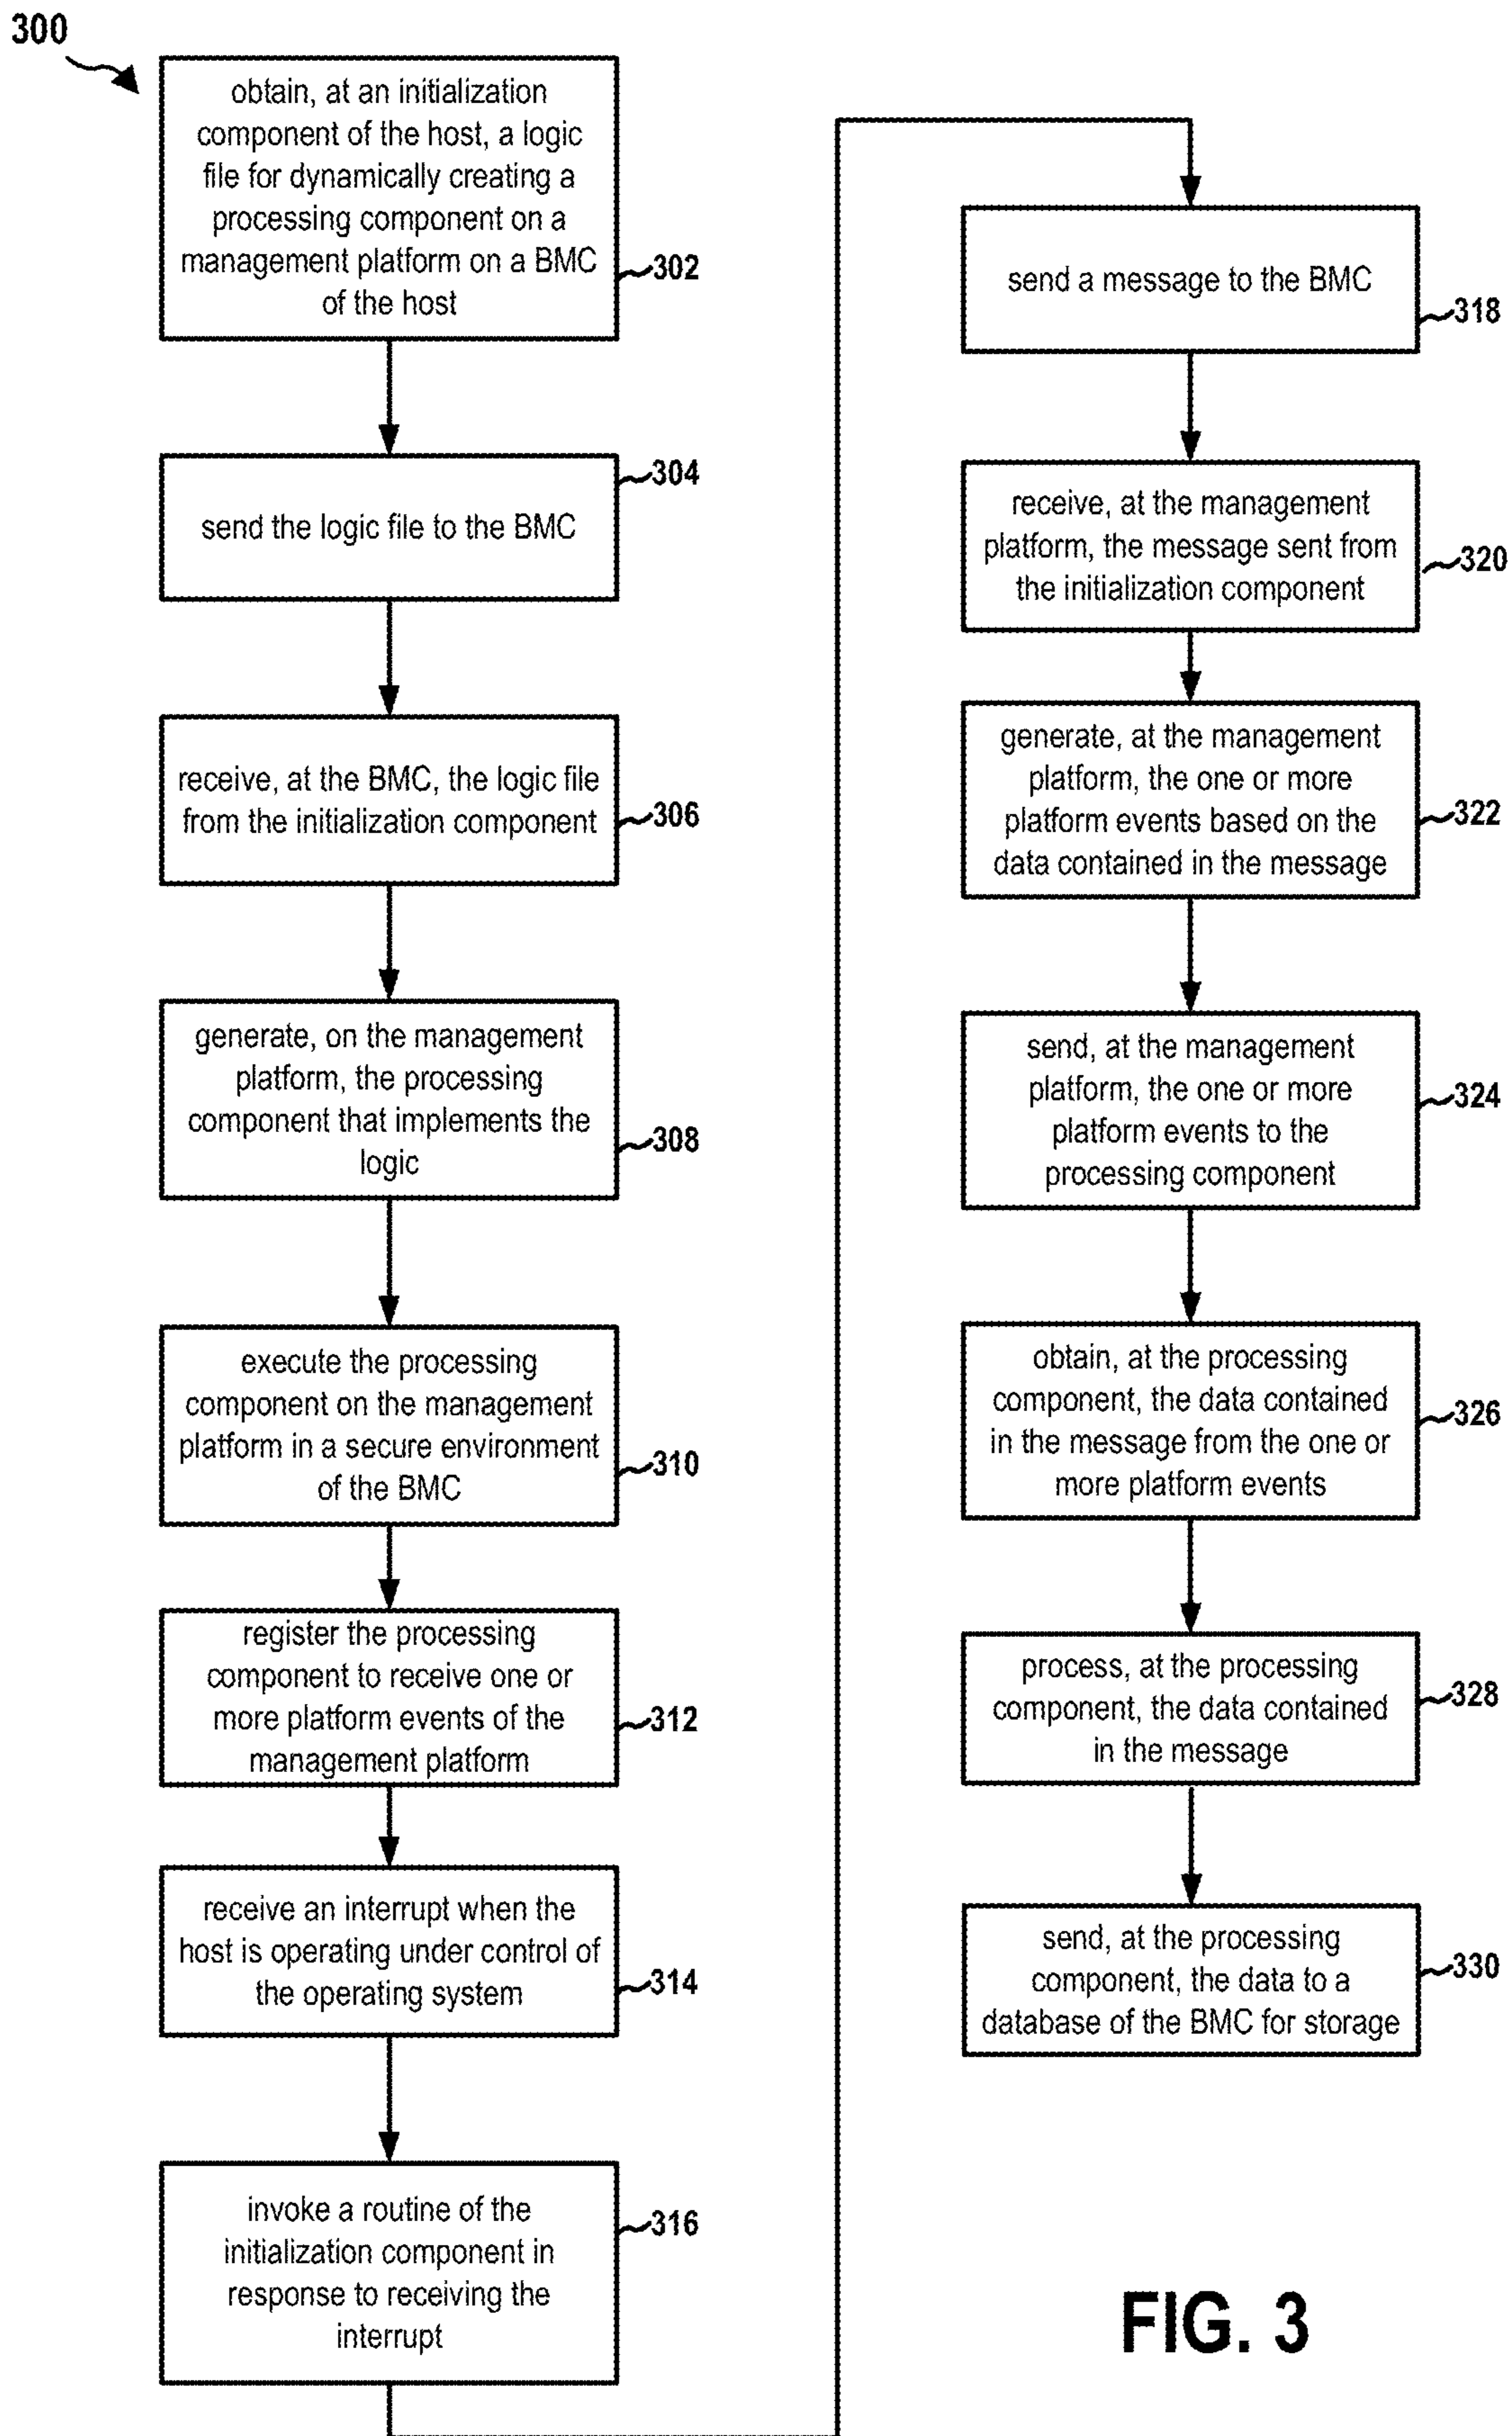 300
obtain, at an initialization
component of the host, a logic
file for dynamically creating a
processing component on a
management platform on a BMC
of the host
302
send the logic file to the BMC
304
receive, at the BMC, the logic file
from the initialization component
306
generate, on the management
platform, the processing
component that implements the
logic
308
execute the processing
component on the management
platform in a secure environment
of the BMC
310
register the processing
component to receive one or
more platform events of the
management platform
312
receive an interrupt when the
host is operating under control of
the operating system
314
invoke a routine of the
initialization component in
response to receiving the
interrupt
316
send a message to the BMC
318
receive, at the management
platform, the message sent from
the initialization component
320
generate, at the management
platform, the one or more
platform events based on the
data contained in the message
322
send, at the management
platform, the one or more
platform events to the
processing component
324
obtain, at the processing
component, the data contained
in the message from the one or
more platform events
326
process, at the processing
component, the data contained
in the message
328
send, at the processing
component, the data to a
database of the BMC for storage
330
FIG. 3